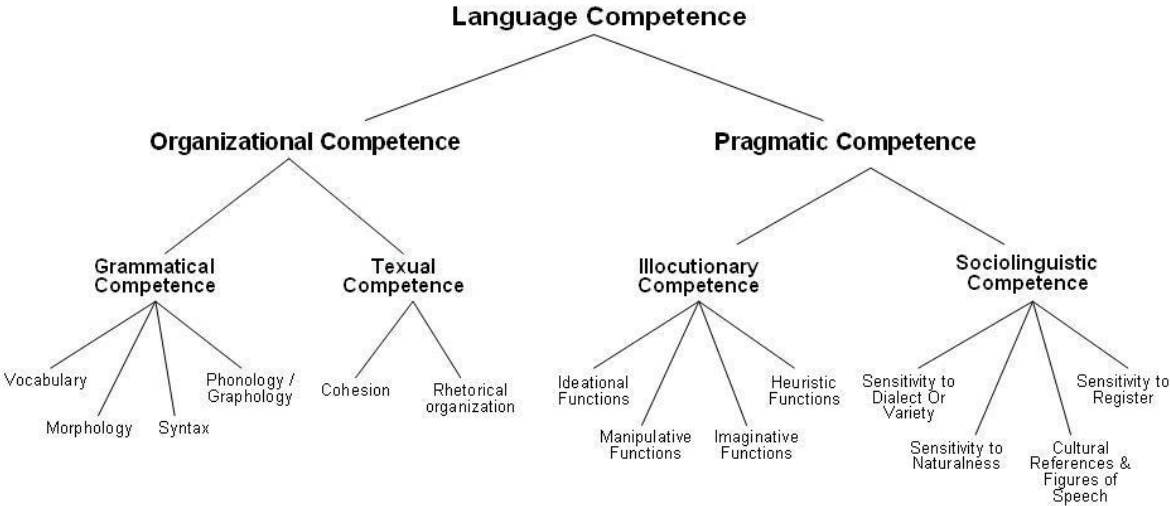 Language Competence
Organizational Competence
Pragmatic Competence
Grammatical
Competence
Texual
Competence
Illocutionary
Competence
Sociolinguistic
Competence
Vocabulary
Morphology
Syntax
Phonology /
Graphology
Cohesion
Rhetorical
organization
Ideational
Functions
Manipulative
Functions
Imaginative
Functions
Heuristic
Functions
Sensitivity to
Dialect Or
Variety
Sensitivity to
Naturalness
Cultural
References &
Figures of
Speech
Sensitivity to
Register